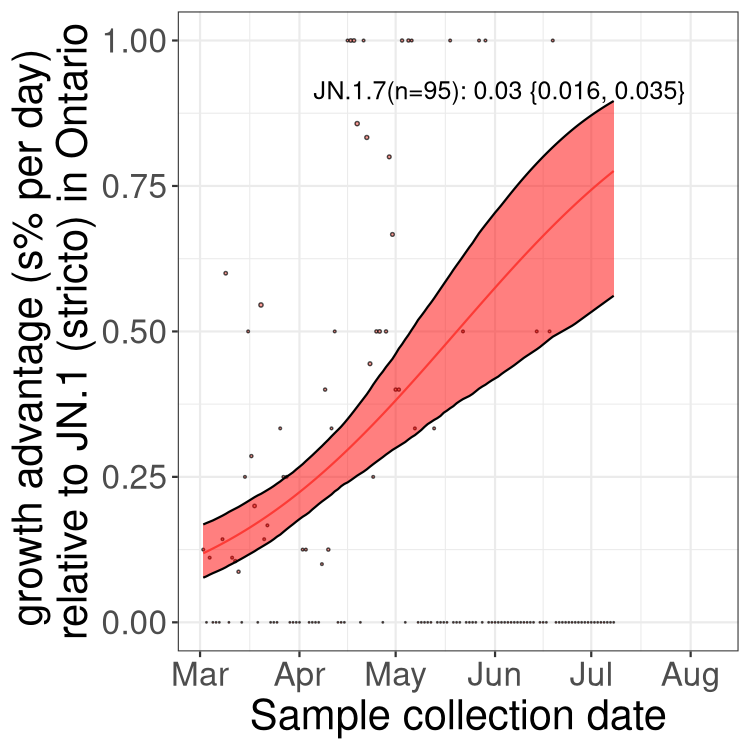 growth advantage (s% per day)
relative to JN.1 (stricto) in Ontario
1.00
0.75
0.50
0.25
0.00
JN.1.7(n=95): 0.03 {0.016, 0.035}
Mar Apr May Jun Jul Aug
Sample collection date